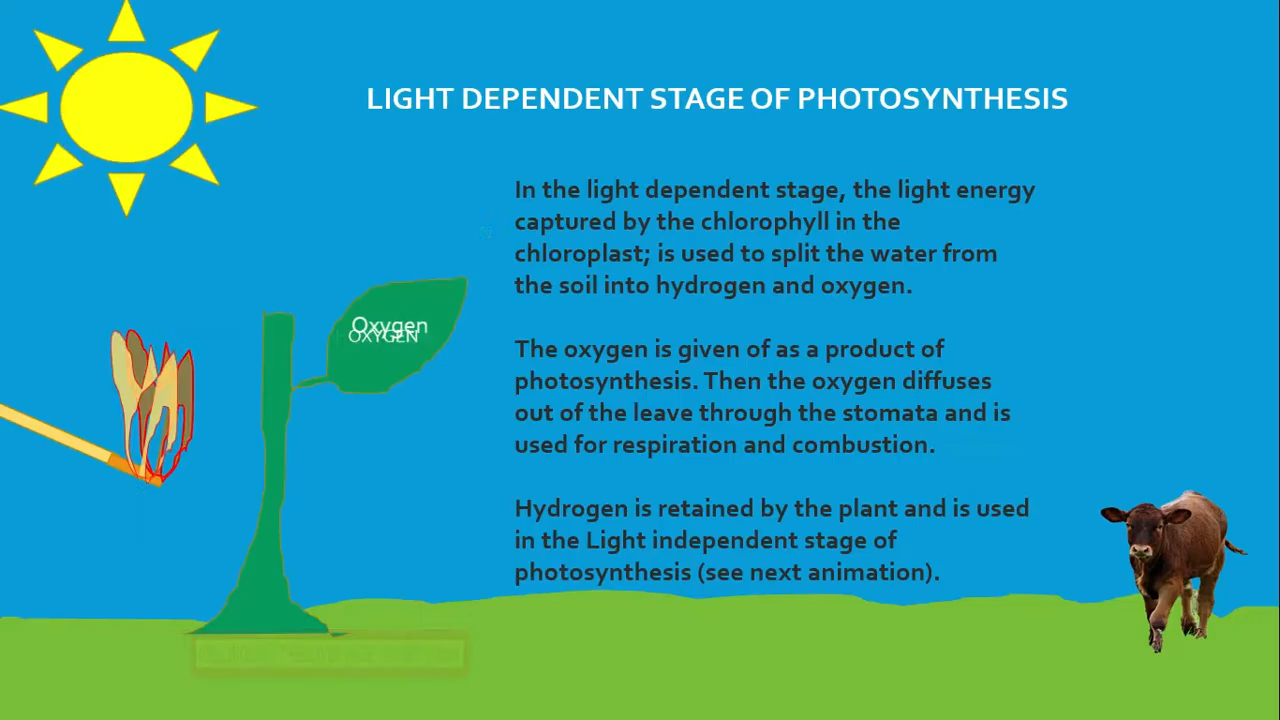 LIGHT DEPENDENT STAGE OF PHOTOSYNTHESIS
In the light dependent stage, the light energy
captured by the chlorophyll in the
chloroplast; is used to split the water from
the soil into hydrogen and oxygen.
The oxygen is given of as a product of
photosynthesis. Then the oxygen diffuses
out of the leave through the stomata and is
used for respiration and combustion.
Hydrogen is retained by the plant and is used
in the Light independent stage of
photosynthesis (see next animation).
Oxygen
OXYGEN